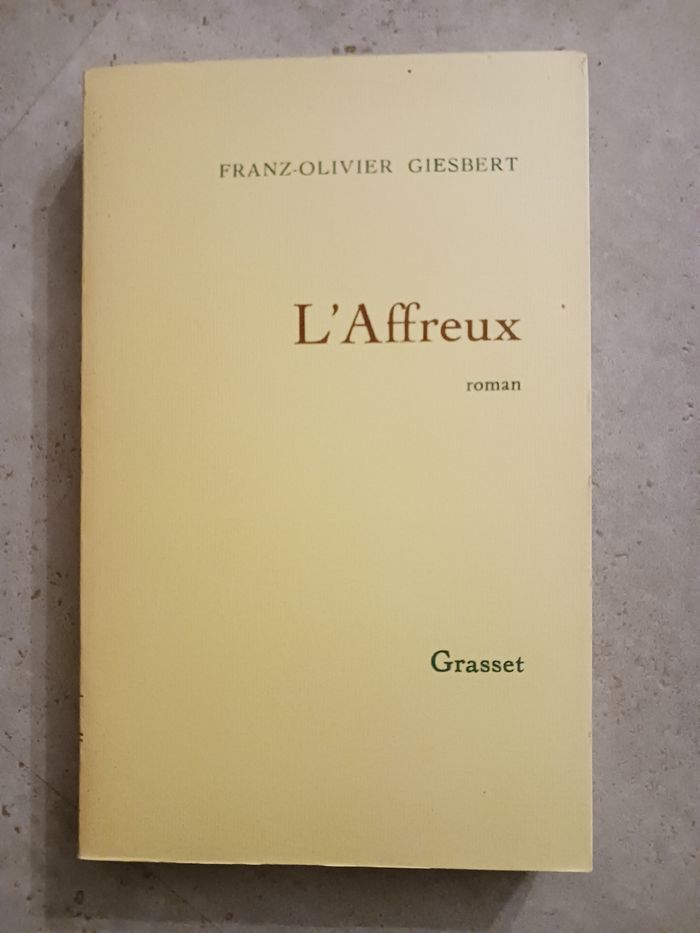 FRANZ-OLIVIER GIESBERT
L'Affreux
roman
Grasset